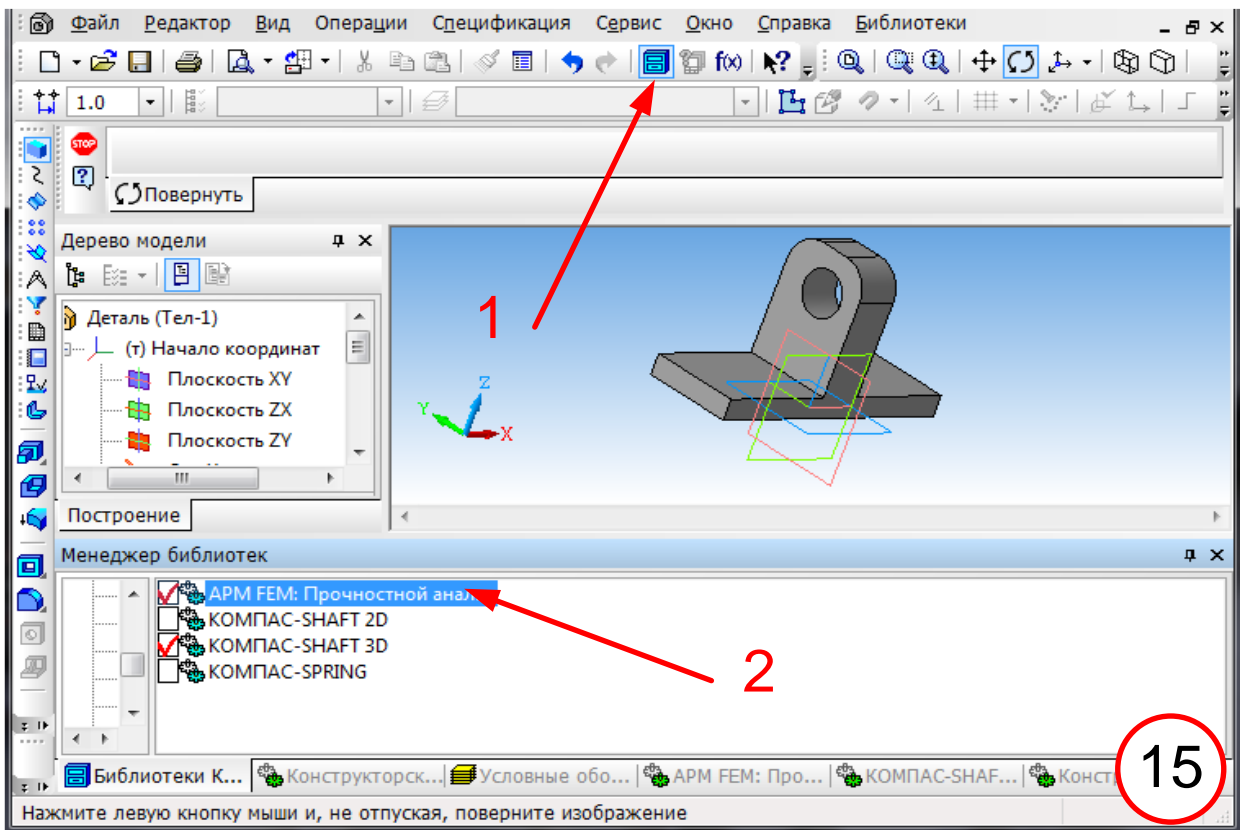 Файл Редактор Вид Операции Спецификация Сервис Окно Справка Библиотеки
f(x)
1.0
STOP
Повернуть
Дерево модели
Деталь (Тел-1)
(т) Начало координат
Плоскость XY
Плоскость ZX
Плоскость ZY
Построение
1
Z
Y
X
Менеджер библиотек
APM FEM: Прочностной анал
КОМПАС-SHAFT 2D
КОМПАС-SHAFT 3D
КОМПАС-SPRING
2
Библиотеки К... Конструкторск... Условные обо... APM FEM: Про... КОМПАС-SHAF... Конст
15
Нажмите левую кнопку мыши и, не отпуская, поверните изображение